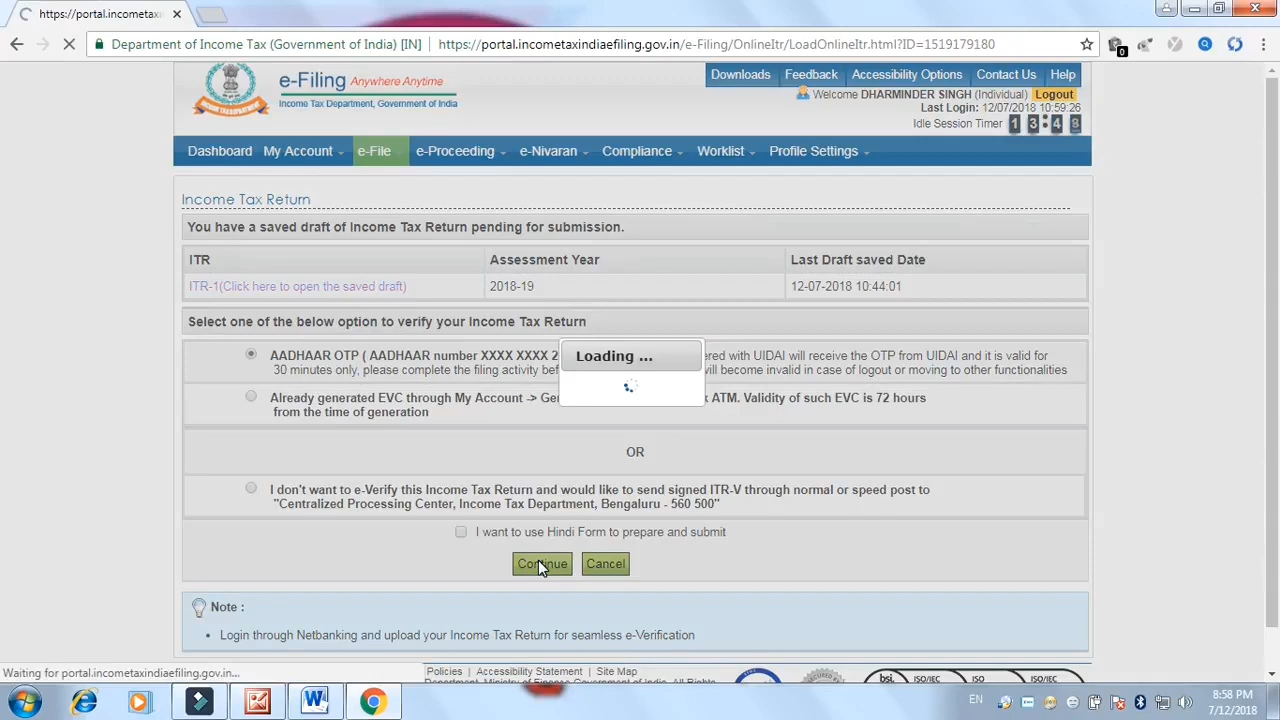 https://portal.incometaxi
Department of Income Tax (Government of India) [IN] https://portal.incometaxindiaefiling.gov.in/e-Filing/OnlineItr/LoadOnlineItr.html?ID=1519179180
0
e-Filing Anywhere Anytime
Income Tax Department, Government of India
Downloads Feedback Accessibility Options Contact Us Help
Welcome DHARMINDER SINGH (Individual) Logout
Last Login: 12/07/2018 10:59:26
Idle Session Timer 1 3 : 4 8
Dashboard My Account e-File e-Proceeding e-Nivaran Compliance Worklist Profile Settings
Income Tax Return
You have a saved draft of Income Tax Return pending for submission.
ITR Assessment Year Last Draft saved Date
ITR-1(Click here to open the saved draft) 2018-19 12-07-2018 10:44:01
Select one of the below option to verify your Income Tax Return
Loading ...
AADHAAR OTP ( AADHAAR number XXXX XXXX 2 ered with UIDAI will receive the OTP from UIDAI and it is valid for
30 minutes only, please complete the filing activity bef will become invalid in case of logout or moving to other functionalities
Already generated EVC through My Account -> Ge ATM. Validity of such EVC is 72 hours
from the time of generation
OR
I don't want to e-Verify this Income Tax Return and would like to send signed ITR-V through normal or speed post to
"Centralized Processing Center, Income Tax Department, Bengaluru - 560 500"
I want to use Hindi Form to prepare and submit
Continue Cancel
Note :
Login through Netbanking and upload your Income Tax Return for seamless e-Verification
Waiting for portal.incometaxindiaefiling.gov.in...
Policies | Accessibility Statement | Site Map
bsi. ISO/IEC ISO ISO/IEC
EN 8:58 PM
7/12/2018